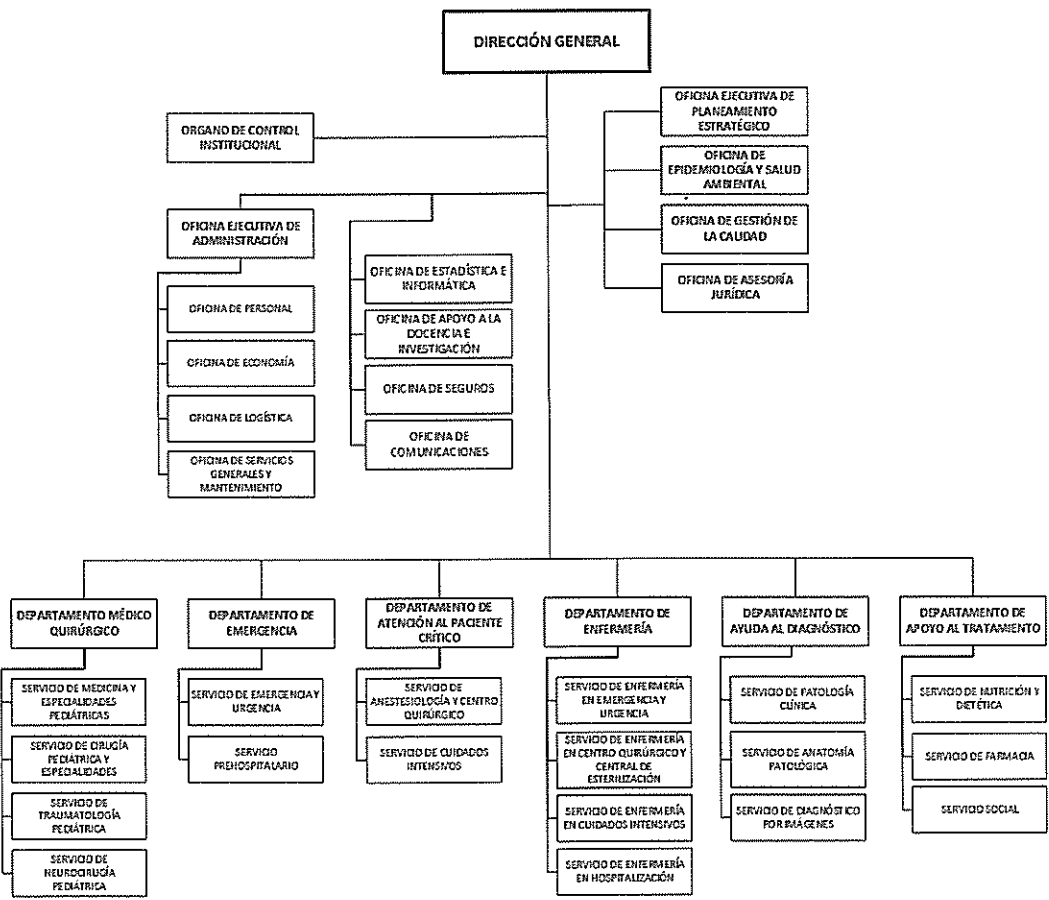 DIRECCIÓN GENERAL
ORGANO DE CONTROL
INSTITUCIONAL
OFICINA EJECUTIVA DE
PLANEAMIENTO
ESTRATÉGICO
OFICINA DE
EPIDEMIOLOGÍA Y SALUD
AMBIENTAL
OFICINA DE GESTIÓN DE
LA CALIDAD
OFICINA DE ASESORÍA
JURÍDICA
OFICINA EJECUTIVA DE
ADMINISTRACIÓN
OFICINA DE PERSONAL
OFICINA DE ECONOMÍA
OFICINA DE LOGÍSTICA
OFICINA DE SERVICIOS
GENERALES Y
MANTENIMIENTO
OFICINA DE ESTADÍSTICA E
INFORMÁTICA
OFICINA DE APOYO A LA
DOCENCIA E
INVESTIGACIÓN
OFICINA DE SEGUROS
OFICINA DE
COMUNICACIONES
DEPARTAMENTO MÉDICO
QUIRÚRGICO
SERVICIO DE MEDICINA Y
ESPECIALIDADES
PEDIÁTRICAS
SERVICIO DE CIRUGÍA
PEDIÁTRICA Y
ESPECIALIDADES
SERVICIO DE
TRAUMATOLOGÍA
PEDIÁTRICA
SERVICIO DE
NEUROCIRUGÍA
PEDIÁTRICA
DEPARTAMENTO DE
EMERGENCIA
SERVICIO DE EMERGENCIA Y
URGENCIA
SERVICIO
PREHOSPITALARIO
DEPARTAMENTO DE
ATENCIÓN AL PACIENTE
CRÍTICO
SERVICIO DE
ANESTESIOLOGÍA Y CENTRO
QUIRÚRGICO
SERVICIO DE CUIDADOS
INTENSIVOS
DEPARTAMENTO DE
ENFERMERÍA
SERVICIO DE ENFERMERÍA
EN EMERGENCIA Y
URGENCIA
SERVICIO DE ENFERMERÍA
EN CENTRO QUIRÚRGICO Y
CENTRAL DE
ESTERILIZACIÓN
SERVICIO DE ENFERMERÍA
EN CUIDADOS INTENSIVOS
SERVICIO DE ENFERMERÍA
EN HOSPITALIZACIÓN
DEPARTAMENTO DE
AYUDA AL DIAGNÓSTICO
SERVICIO DE PATOLOGÍA
CLÍNICA
SERVICIO DE ANATOMÍA
PATOLÓGICA
SERVICIO DE DIAGNÓSTICO
POR IMÁGENES
DEPARTAMENTO DE
APOYO AL TRATAMIENTO
SERVICIO DE NUTRICIÓN Y
DIETÉTICA
SERVICIO DE FARMACIA
SERVICIO SOCIAL